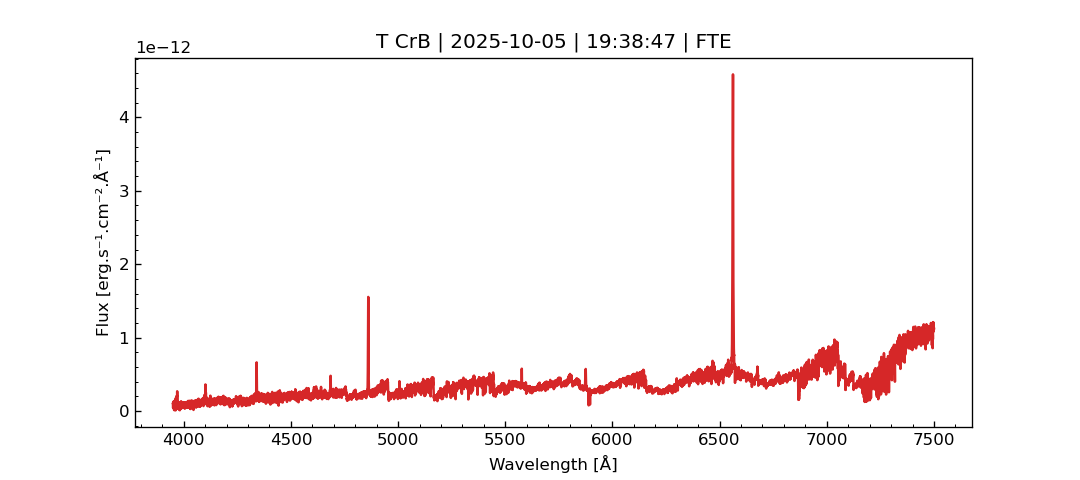 T CrB | 2025-10-05 | 19:38:47 | FTE
1e−12
4
3
2
1
0
Flux [erg.s⁻¹.cm⁻².Å⁻¹]
4000 4500 5000 5500 6000 6500 7000 7500
Wavelength [Å]